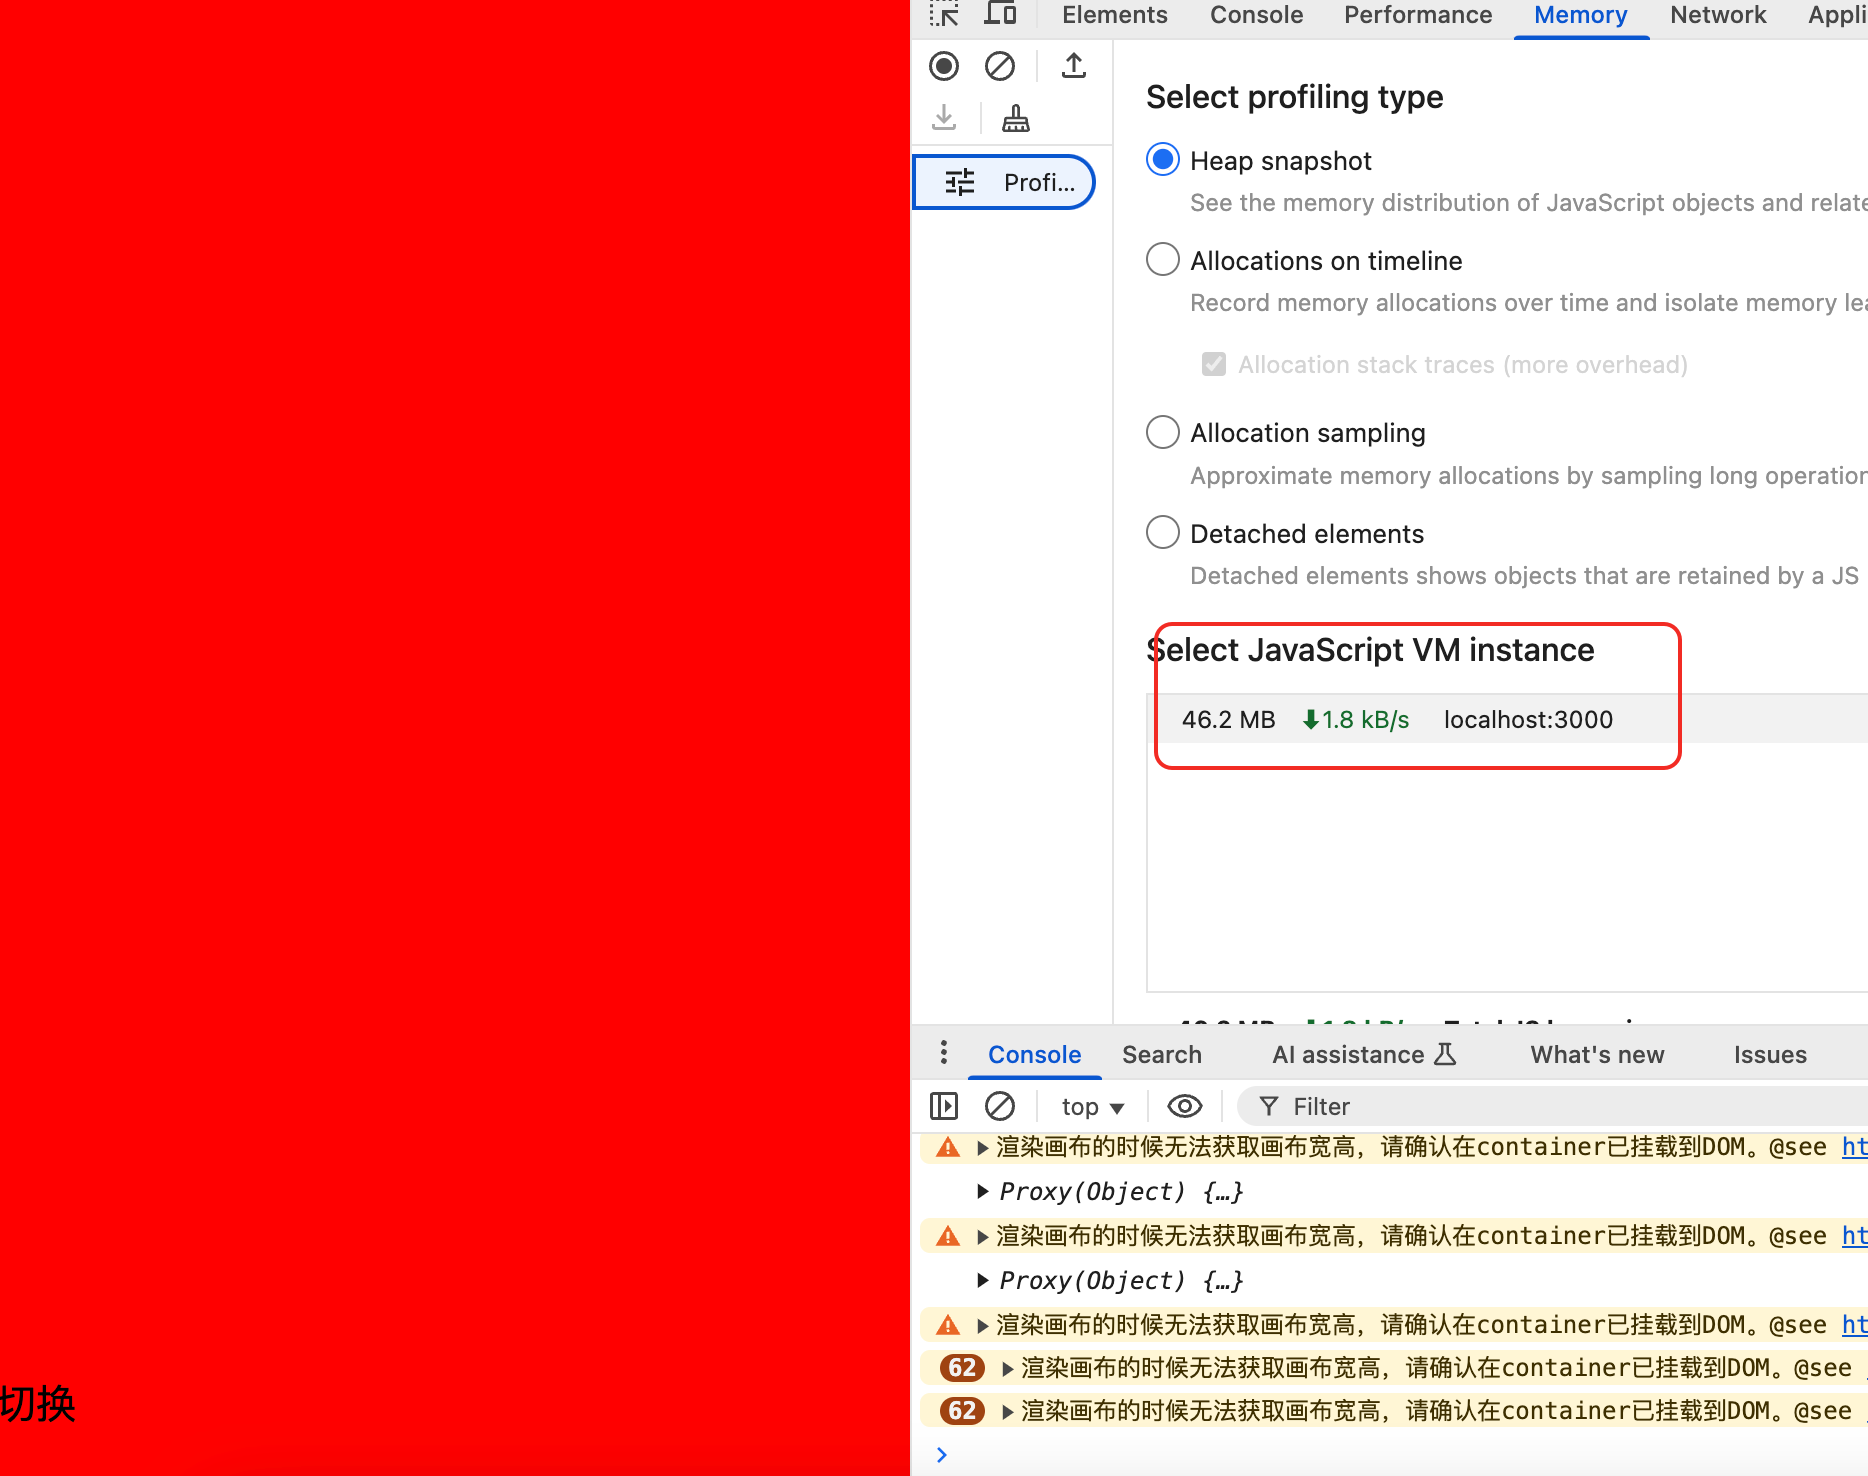 Elements Console Performance Memory Network Appli
Select profiling type
Profi...
Heap snapshot
See the memory distribution of JavaScript objects and relate
Allocations on timeline
Record memory allocations over time and isolate memory lea
Allocation stack traces (more overhead)
Allocation sampling
Approximate memory allocations by sampling long operation
Detached elements
Detached elements shows objects that are retained by a JS
Select JavaScript VM instance
46.2 MB 1.8 kB/s localhost:3000
Console Search AI assistance What's new Issues
top Filter
渲染画布的时候无法获取画布宽高，请确认在container已挂载到DOM。@see ht
Proxy(Object) {…}
渲染画布的时候无法获取画布宽高，请确认在container已挂载到DOM。@see ht
Proxy(Object) {…}
渲染画布的时候无法获取画布宽高，请确认在container已挂载到DOM。@see ht
62 渲染画布的时候无法获取画布宽高，请确认在container已挂载到DOM。@see
62 渲染画布的时候无法获取画布宽高，请确认在container已挂载到DOM。@see
切换